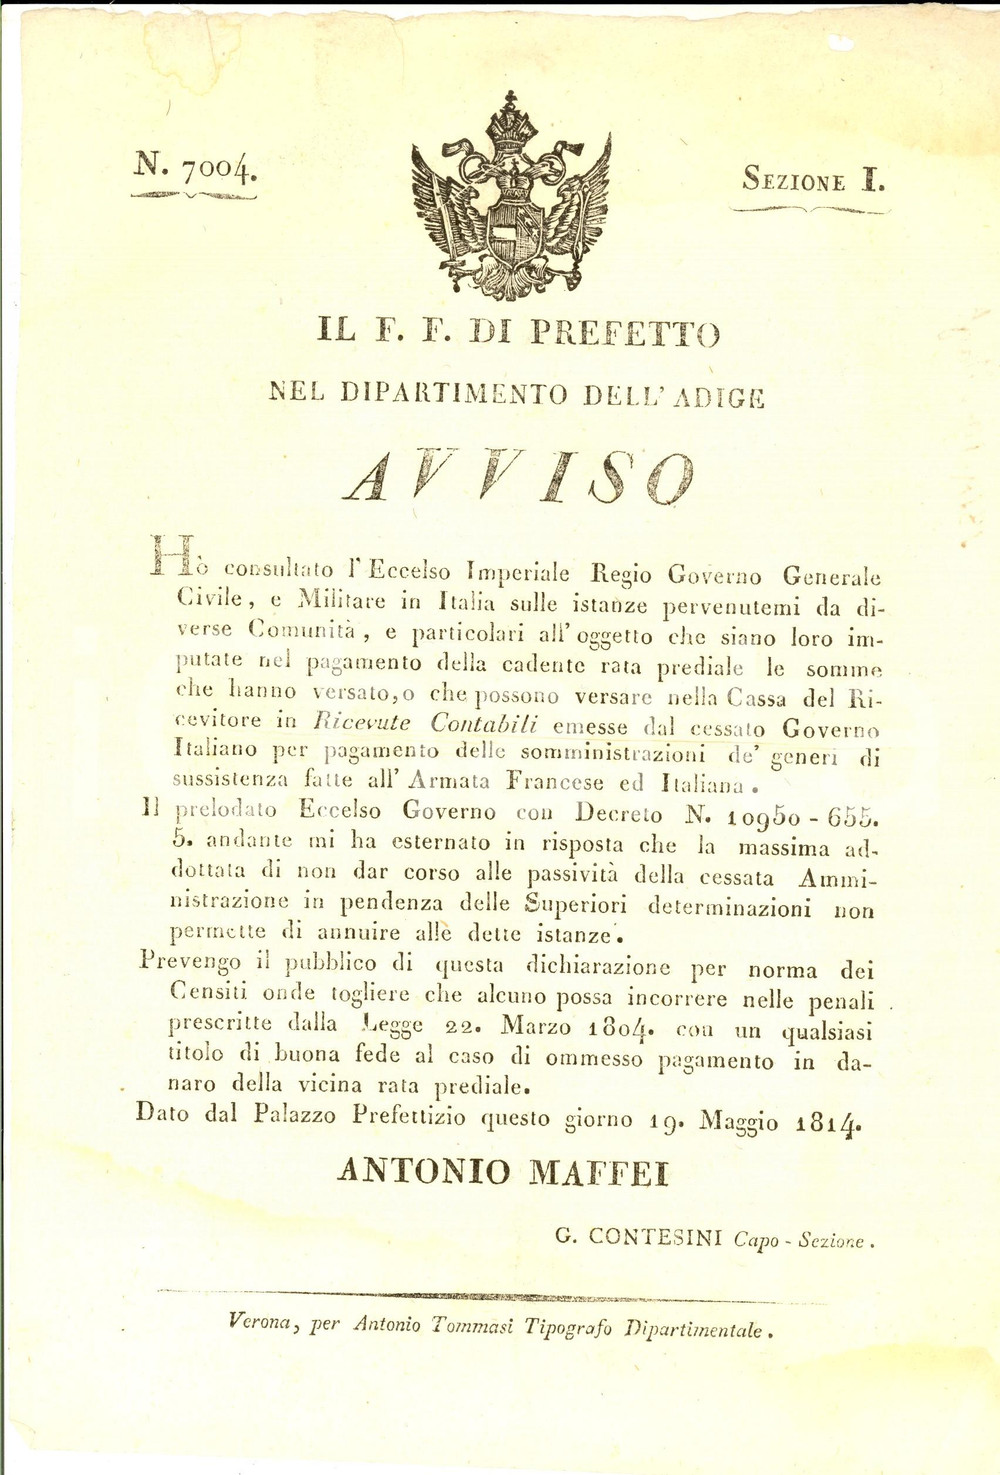 N. 7004.
SEZIONE I.
IL F. F. DI PREFETTO
NEL DIPARTIMENTO DELL' ADIGE
AVVISO
Hò consultato l'Eccelso Imperiale Regio Governo Generale
Civile, e Militare in Italia sulle istanze pervenutemi da di-
verse Comunità, e particolari all'oggetto che siano loro im-
putate nel pagamento della cadente rata prediale le somme
che hanno versato, o che possono versare nella Cassa del Ri-
cevitore in Ricevute Contabili emesse dal cessato Governo
Italiano per pagamento delle somministrazioni de' generi di
sussistenza fatte all' Armata Francese ed Italiana.
Il prelodato Eccelso Governo con Decreto N. 10950 - 655.
5. andante mi ha esternato in risposta che la massima ad-
dottata di non dar corso alle passività della cessata Ammi-
nistrazione in pendenza delle Superiori determinazioni non
permette di annuire alle dette istanze.
Prevengo il pubblico di questa dichiarazione per norma dei
Censiti onde togliere che alcuno possa incorrere nelle penali
prescritte dalla Legge 22. Marzo 1804. con un qualsiasi
titolo di buona fede al caso di ommesso pagamento in da-
naro della vicina rata prediale.
Dato dal Palazzo Prefettizio questo giorno 19. Maggio 1814.
ANTONIO MAFFEI
G. CONTESINI Capo - Sezione.
Verona, per Antonio Tommasi Tipografo Dipartimentale.